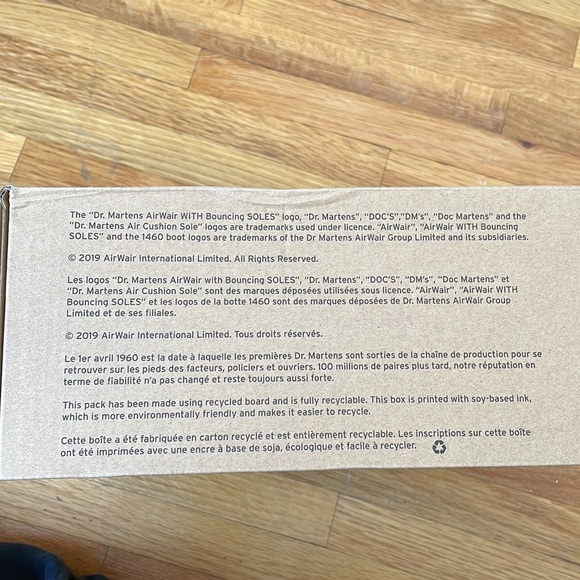 The “Dr. Martens AirWair WITH Bouncing SOLES” logo, “Dr. Martens”, “DOC'S”,“DM's”, “Doc Martens” and the
“Dr. Martens Air Cushion Sole” logos are trademarks used under licence. “AirWair”, “AirWair WITH Bouncing
SOLES” and the 1460 boot logos are trademarks of the Dr Martens AirWair Group Limited and its subsidiaries.
© 2019 AirWair International Limited. All Rights Reserved.
Les logos “Dr. Martens AirWair with Bouncing SOLES”, “Dr. Martens”, “DOC'S”, “DM's”, “Doc Martens” et
“Dr. Martens Air Cushion Sole” sont des marques déposées utilisées sous licence. “AirWair”, “AirWair WITH
Bouncing SOLES” et les logos de la botte 1460 sont des marques déposées de Dr. Martens AirWair Group
Limited et de ses filiales.
© 2019 AirWair International Limited. Tous droits réservés.
Le 1er avril 1960 est la date à laquelle les premières Dr. Martens sont sorties de la chaîne de production pour se
retrouver sur les pieds des facteurs, policiers et ouvriers. 100 millions de paires plus tard, notre réputation en
terme de fiabilité n'a pas changé et reste toujours aussi forte.
This pack has been made using recycled board and is fully recyclable. This box is printed with soy-based ink,
which is more environmentally friendly and makes it easier to recycle.
Cette boîte a été fabriquée en carton recyclé et est entièrement recyclable. Les inscriptions sur cette boîte
ont été imprimées avec une encre à base de soja, écologique et facile à recycler.